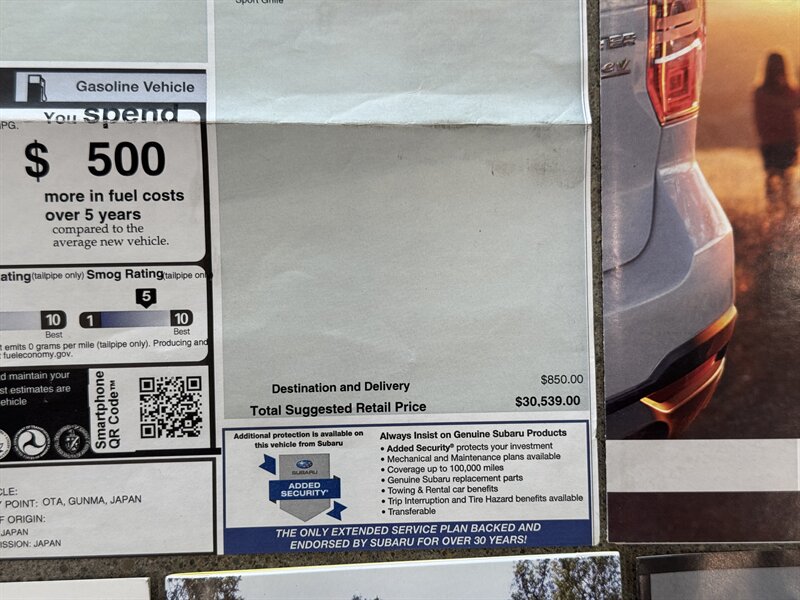 Sport Grille
Gasoline Vehicle
You spend
$ 500
more in fuel costs
over 5 years
compared to the
average new vehicle.
(tailpipe only) Smog Rating (tailpipe
5
10
1
10
Best
Best
emits 0 grams per mile (tailpipe only). Producing and
fueleconomy.gov.
maintain your
estimates are
Smartphone
QR Code™
POINT: OTA, GUNMA, JAPAN
ORIGIN:
JAPAN
JAPAN
Destination and Delivery $850.00
Total Suggested Retail Price $30,539.00
Additional protection is available on
this vehicle from Subaru
SUBARU
ADDED
SECURITY®
Always Insist on Genuine Subaru Products
• Added Security® protects your investment
• Mechanical and Maintenance plans available
• Coverage up to 100,000 miles
• Genuine Subaru replacement parts
• Towing & Rental car benefits
• Trip Interruption and Tire Hazard benefits available
• Transferable
THE ONLY EXTENDED SERVICE PLAN BACKED AND
ENDORSED BY SUBARU FOR OVER 30 YEARS!